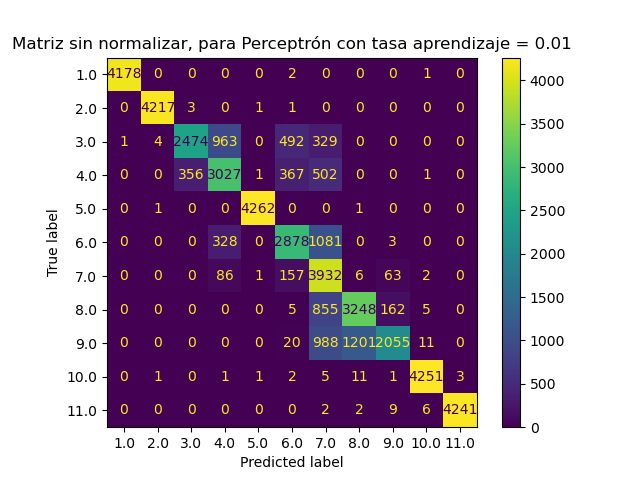 Matriz sin normalizar, para Perceptrón con tasa aprendizaje = 0.01
1.0 4178 0 0 0 0 2 0 0 0 1 0
2.0 0 4217 3 0 1 1 0 0 0 0 0
3.0 1 4 2474 963 0 492 329 0 0 0 0
4.0 0 0 356 3027 1 367 502 0 0 1 0
5.0 0 1 0 0 4262 0 0 1 0 0 0
6.0 0 0 0 328 0 2878 1081 0 3 0 0
7.0 0 0 0 86 1 157 3932 6 63 2 0
8.0 0 0 0 0 0 5 855 3248 162 5 0
9.0 0 0 0 0 0 20 988 1201 2055 11 0
10.0 0 1 0 1 1 2 5 11 1 4251 3
11.0 0 0 0 0 0 0 2 2 9 6 4241
1.0 2.0 3.0 4.0 5.0 6.0 7.0 8.0 9.0 10.0 11.0
Predicted label
True label
4000
3500
3000
2500
2000
1500
1000
500
0